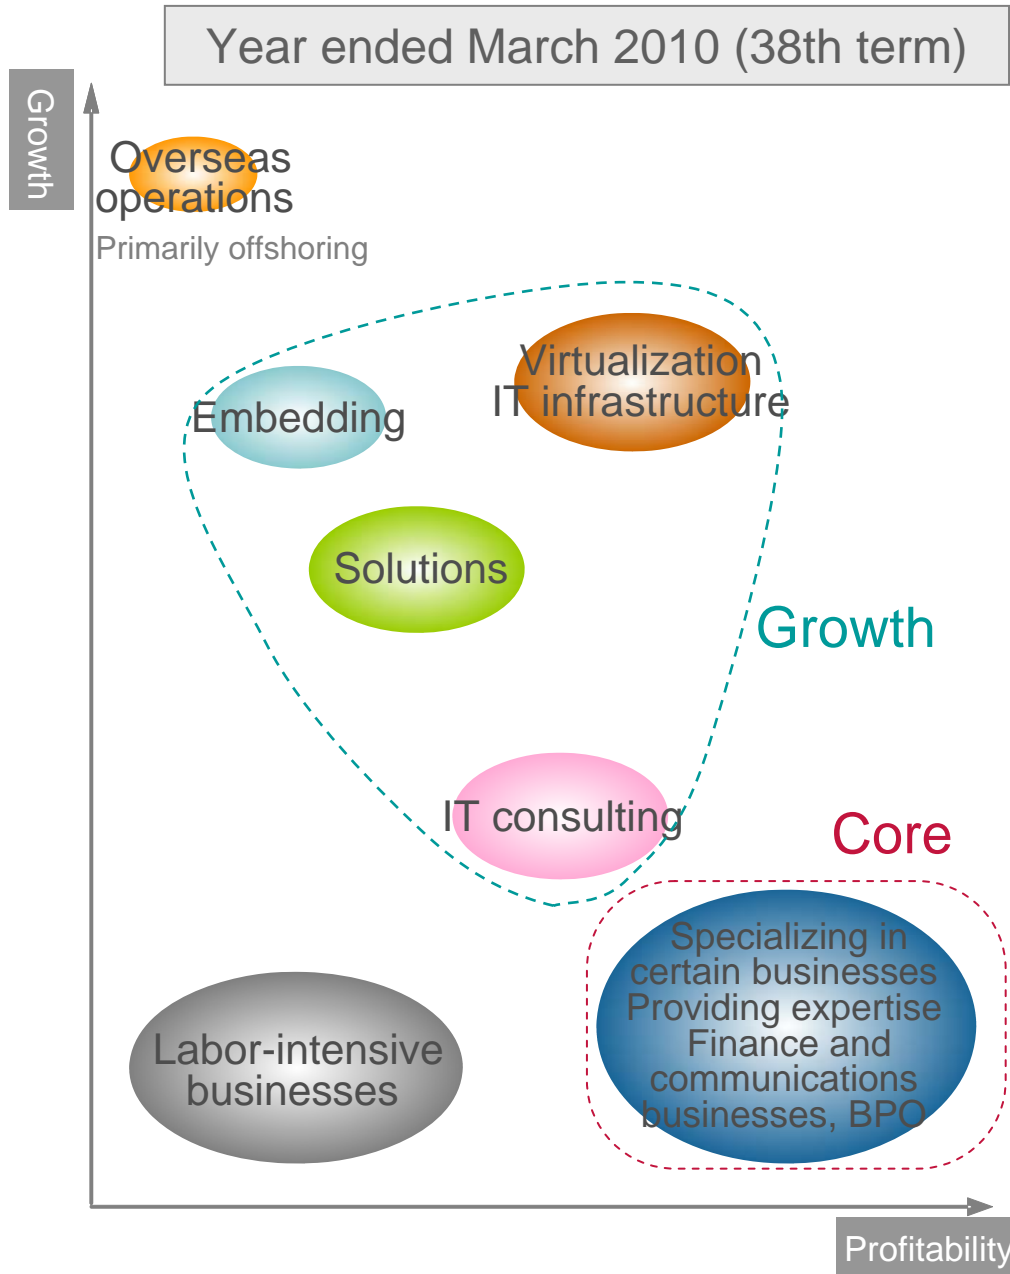 Year ended March 2010 (38th term)
Growth
Overseas
operations
Primarily offshoring
Virtualization
IT infrastructure
Embedding
Solutions
Growth
IT consulting
Core
Specializing in
certain businesses
Providing expertise
Finance and
communications
businesses, BPO
Labor-intensive
businesses
Profitability